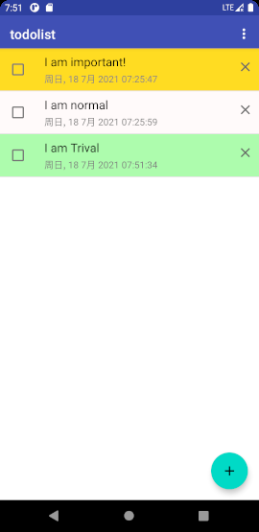 7:51 LTE
todolist
I am important!
周日, 18 7月 2021 07:25:47
I am normal
周日, 18 7月 2021 07:25:59
I am Trival
周日, 18 7月 2021 07:51:34